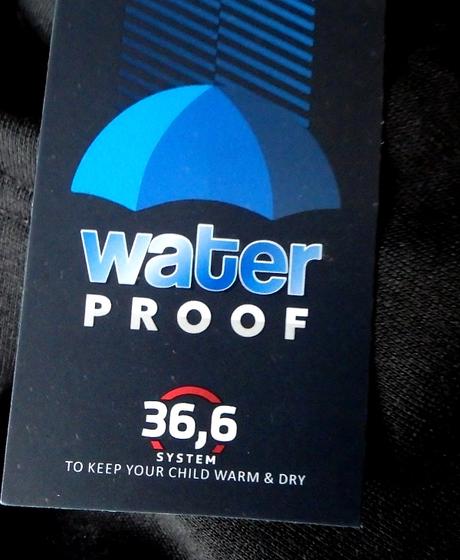 water
PROOF
36,6
SYSTEM
TO KEEP YOUR CHILD WARM & DRY